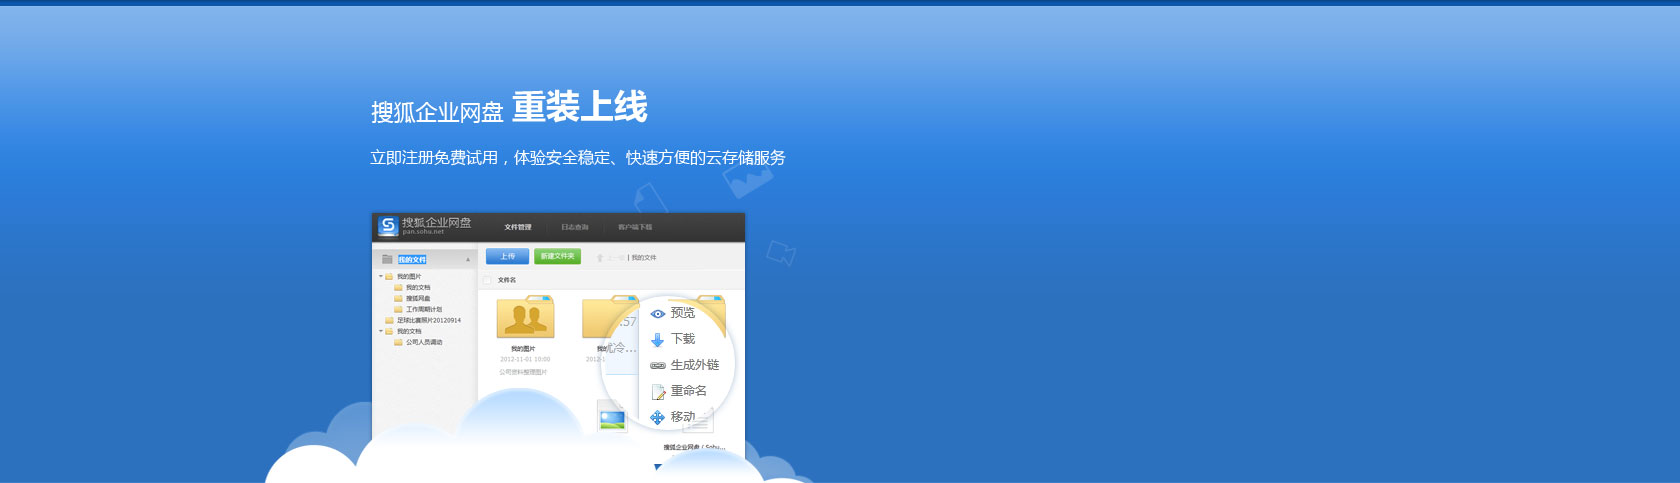 搜狐企业网盘 重装上线
立即注册免费试用，体验安全稳定、快速方便的云存储服务
搜狐企业网盘
pan.sohu.net
文件管理 日志查询 客户端下载
我的文件
上传 新建文件夹 上一级 | 我的文件
文件名
我的图片
我的文档
搜狐网盘
工作周期计划
足球比赛照片20120914
我的文档
公司人员调动
我的图片
2012-11-01 10:00
公司资料整理图片
我的
2012-1
:57
忧冷...
预览
下载
生成外链
重命名
移动
搜狐企业网盘 / Sohu...